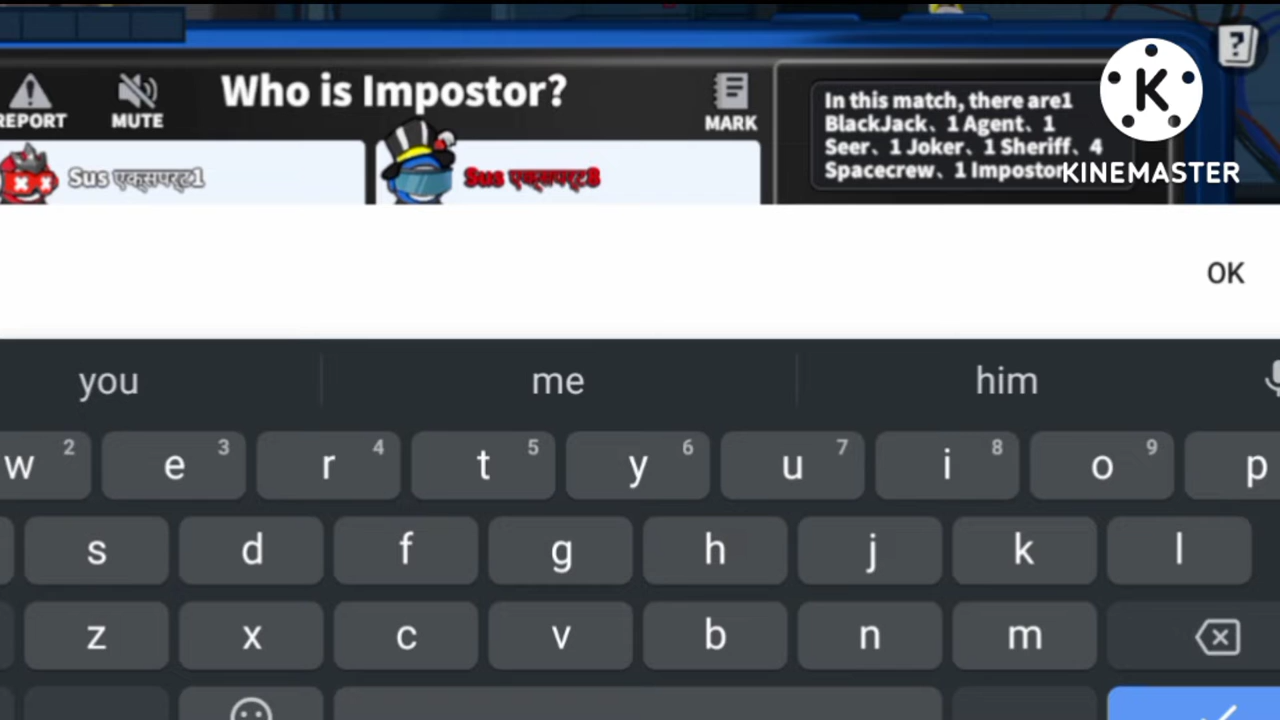 Who is Impostor?
REPORT
MUTE
MARK
In this match, there are1
BlackJack、1 Agent、1
Seer、1 Joker、1 Sheriff、4
Spacecrew、1 Impostor
KINEMASTER
Sus एक्सपर्ट1
Sus एक्सपर्ट8
OK
you me him
w 2 e 3 r 4 t 5 y 6 u 7 i 8 o 9 p
s d f g h j k l
z x c v b n m